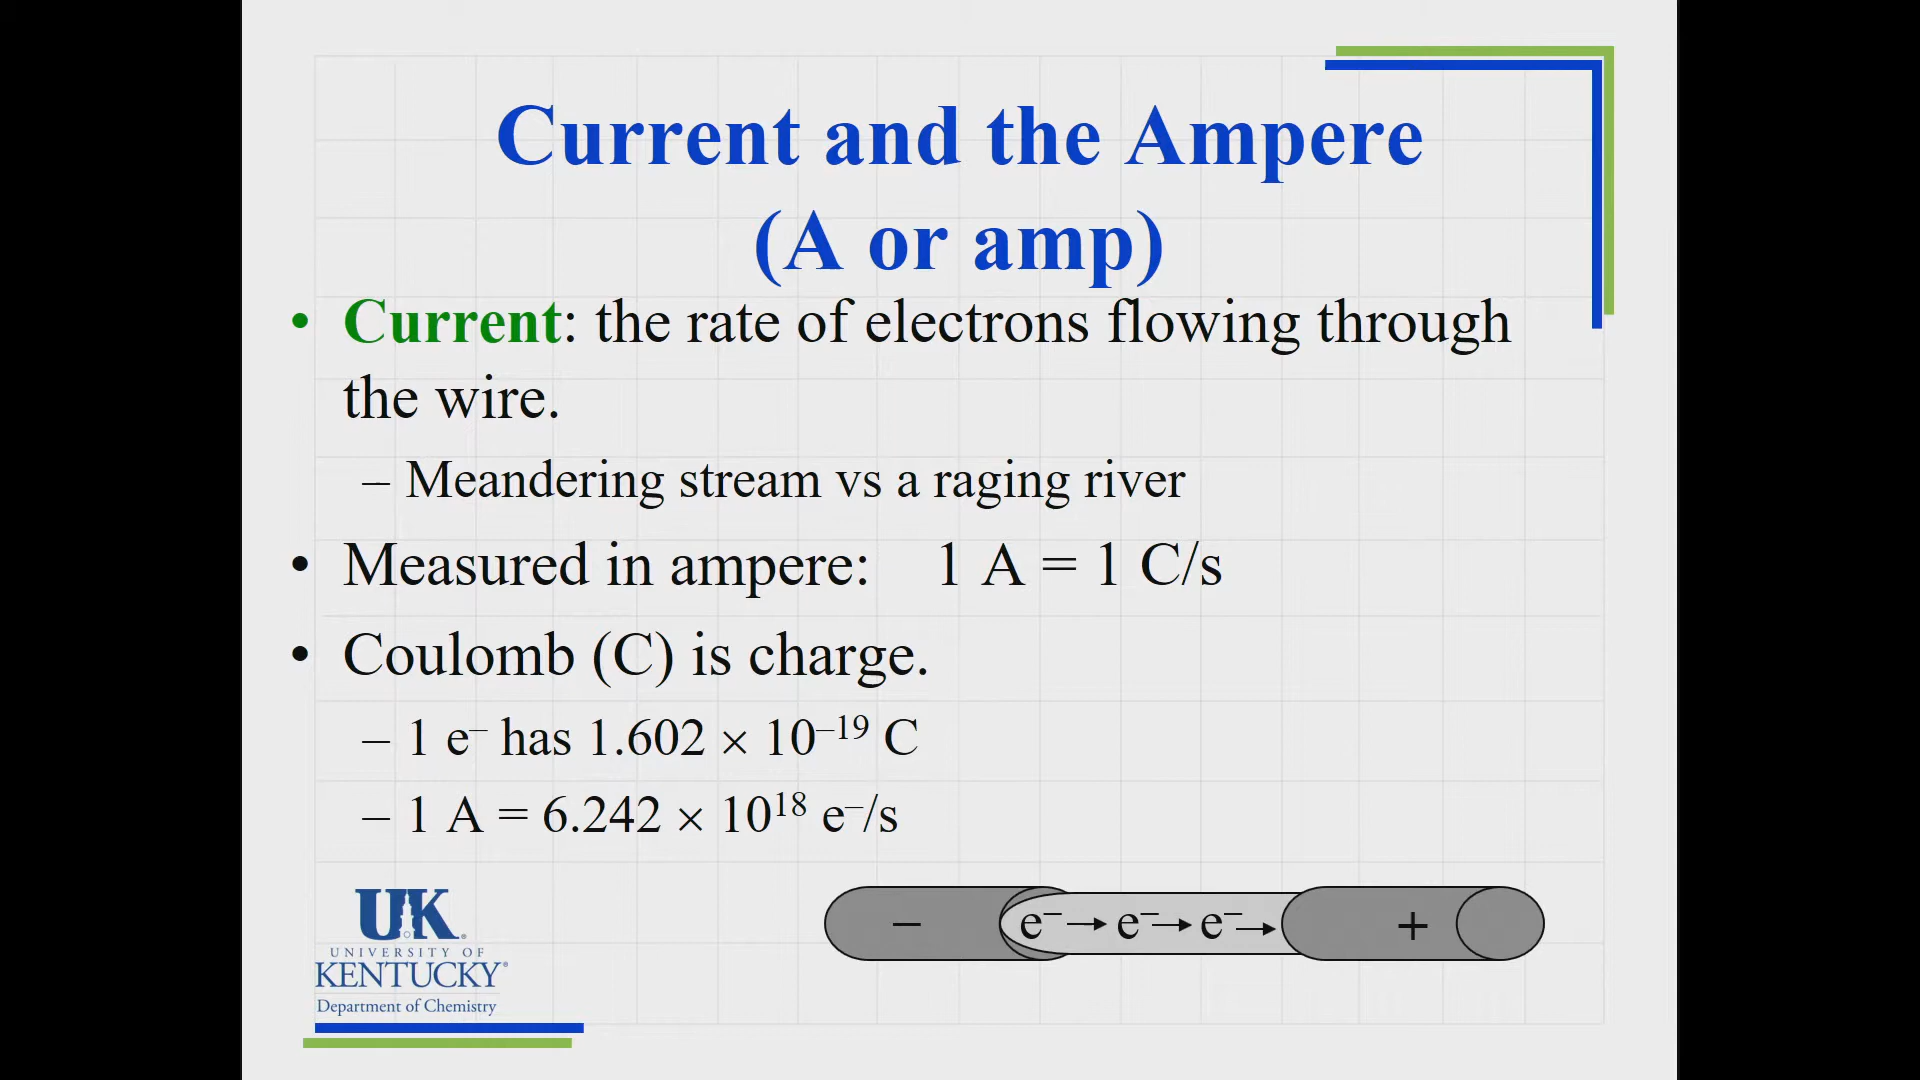 Current and the Ampere
(A or amp)
• Current: the rate of electrons flowing through
the wire.
– Meandering stream vs a raging river
• Measured in ampere: 1 A = 1 C/s
• Coulomb (C) is charge.
– 1 e⁻ has 1.602 × 10⁻¹⁹ C
– 1 A = 6.242 × 10¹⁸ e⁻/s
– e⁻ → e⁻ → e⁻ → +
UK®
UNIVERSITY OF
KENTUCKY®
Department of Chemistry